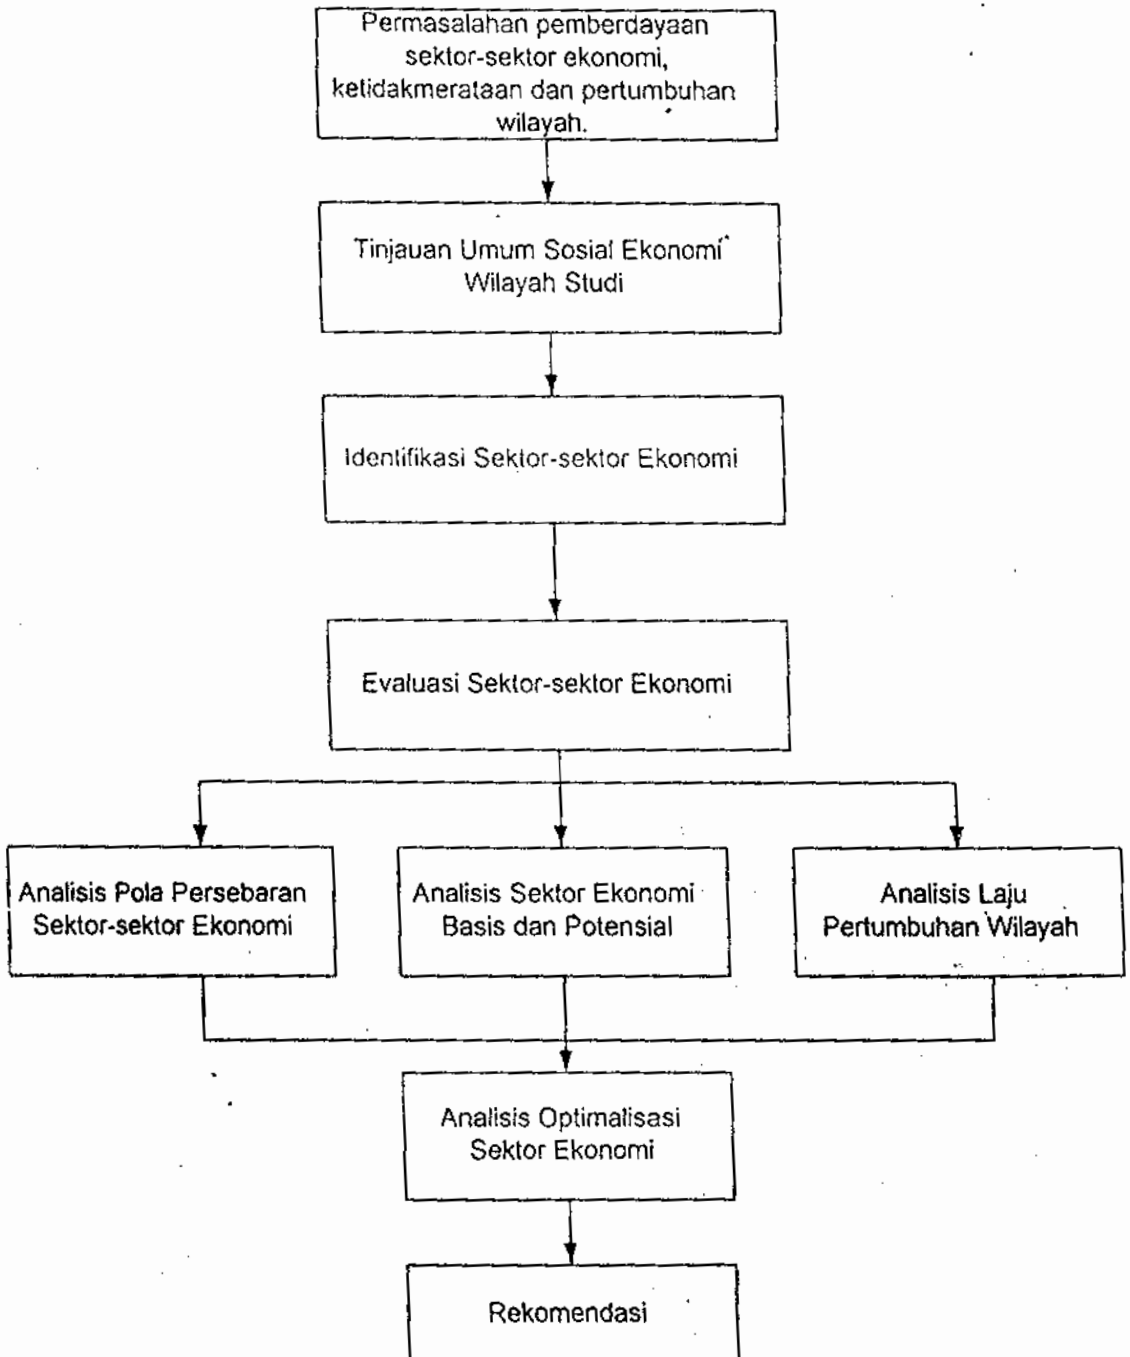 Permasalahan pemberdayaan
sektor-sektor ekonomi,
ketidakmerataan dan pertumbuhan
wilayah.
Tinjauan Umum Sosial Ekonomi
Wilayah Studi
Identifikasi Sektor-sektor Ekonomi
Evaluasi Sektor-sektor Ekonomi
Analisis Pola Persebaran
Sektor-sektor Ekonomi
Analisis Sektor Ekonomi
Basis dan Potensial
Analisis Laju
Pertumbuhan Wilayah
Analisis Optimalisasi
Sektor Ekonomi
Rekomendasi